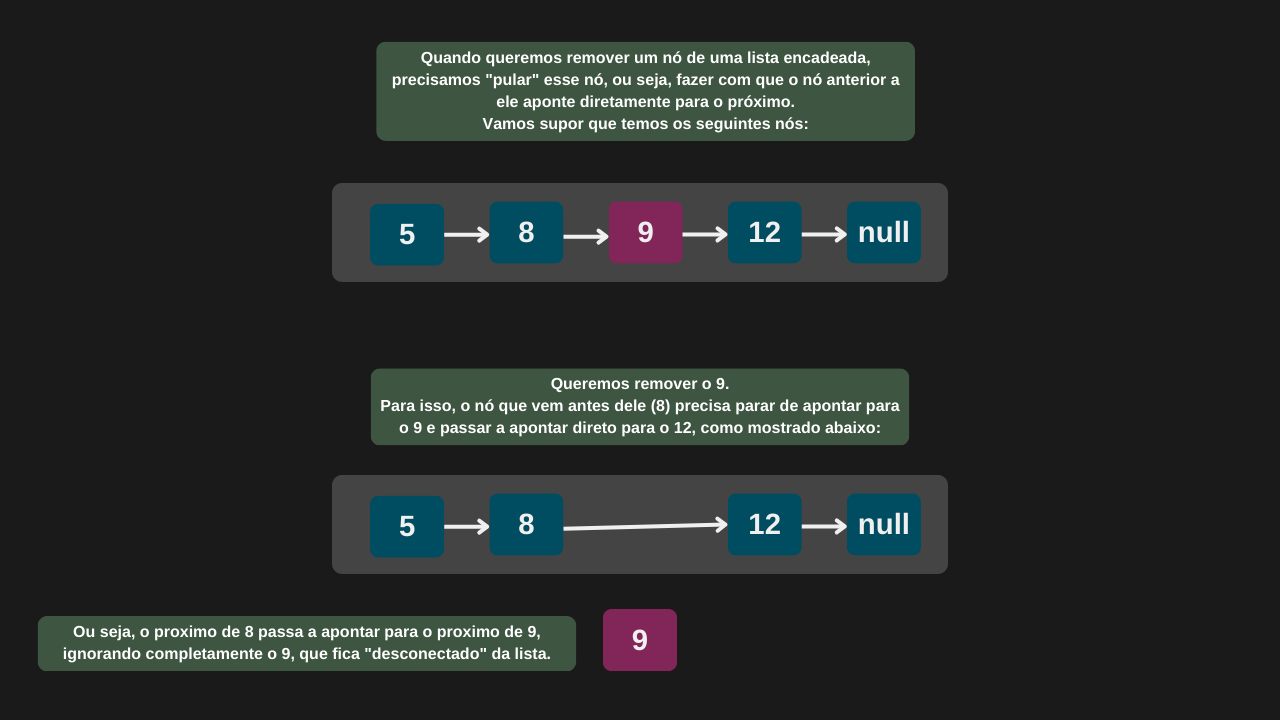 Quando queremos remover um nó de uma lista encadeada,
precisamos "pular" esse nó, ou seja, fazer com que o nó anterior a
ele aponte diretamente para o próximo.
Vamos supor que temos os seguintes nós:
5 8 9 12 null
Queremos remover o 9.
Para isso, o nó que vem antes dele (8) precisa parar de apontar para
o 9 e passar a apontar direto para o 12, como mostrado abaixo:
5 8 12 null
Ou seja, o proximo de 8 passa a apontar para o proximo de 9,
ignorando completamente o 9, que fica "desconectado" da lista.
9